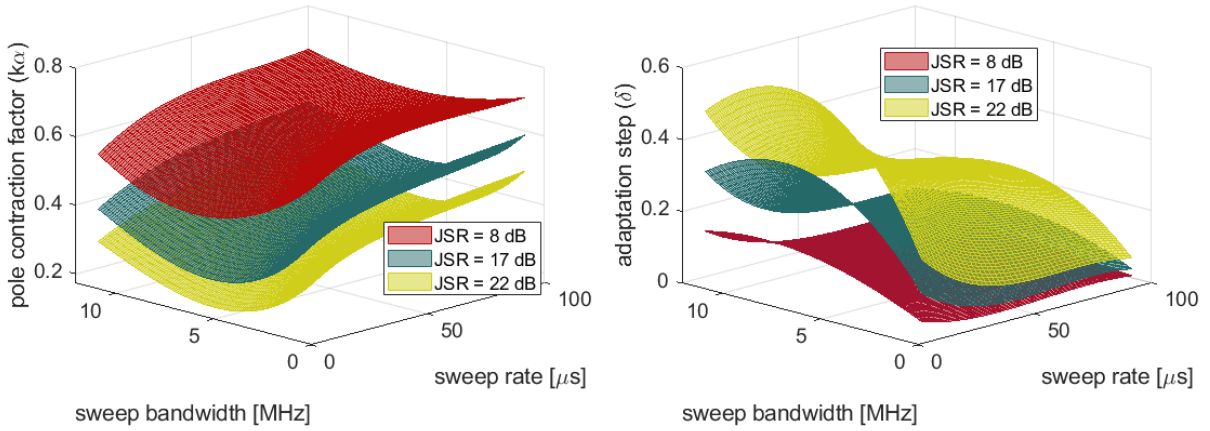 pole contraction factor (kα)
0.8
0.6
0.4
0.2
10
5
0
0
50
100
sweep bandwidth [MHz]
sweep rate [μs]
JSR = 8 dB
JSR = 17 dB
JSR = 22 dB
adaptation step (δ)
0.6
0.4
0.2
0
10
5
0
0
50
100
sweep bandwidth [MHz]
sweep rate [μs]
JSR = 8 dB
JSR = 17 dB
JSR = 22 dB